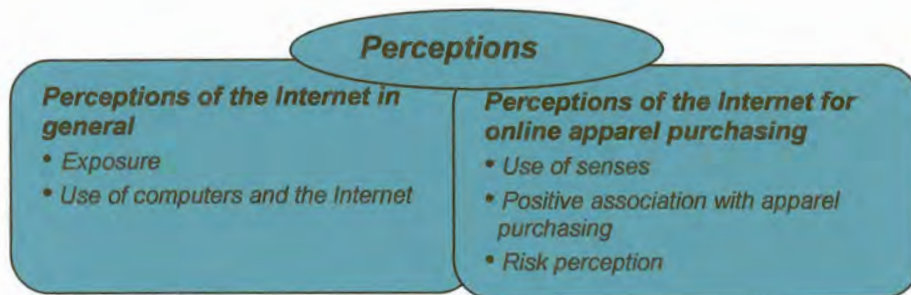 Perceptions
Perceptions of the Internet in
general
• Exposure
• Use of computers and the Internet
Perceptions of the Internet for
online apparel purchasing
• Use of senses
• Positive association with apparel
purchasing
• Risk perception